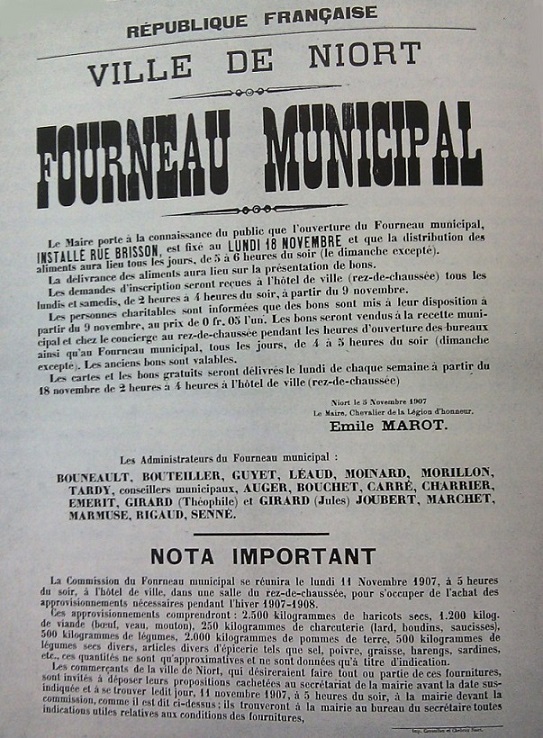 RÉPUBLIQUE FRANÇAISE
VILLE DE NIORT
FOURNEAU MUNICIPAL
Le Maire porte à la connaissance du public que l'ouverture du Fourneau municipal,
INSTALLÉ RUE BRISSON, est fixé au LUNDI 18 NOVEMBRE et que la distribution des
aliments aura lieu tous les jours, de 5 à 6 heures du soir (le dimanche excepté).
La délivrance des aliments aura lieu sur la présentation de bons.
Les demandes d'inscription seront reçues à l'hôtel de ville (rez-de-chaussée) tous les
lundis et samedis, de 2 heures à 4 heures du soir, à partir du 9 novembre.
Les personnes charitables sont informées que des bons sont mis à leur disposition à
partir du 9 novembre, au prix de 0 fr. 05 l'un. Les bons seront vendus à la recette muni-
cipal et chez le concierge au rez-de-chaussée pendant les heures d'ouverture des bureaux
ainsi qu'au Fourneau municipal, tous les jours, de 4 à 5 heures du soir (dimanche
excepté). Les anciens bons sont valables.
Les cartes et les bons gratuits seront délivrés le lundi de chaque semaine à partir du
18 novembre de 2 heures à 4 heures à l'hôtel de ville (rez-de-chaussée)
Niort le 5 Novembre 1907
Le Maire, Chevalier de la Légion d'honneur,
Emile MAROT.
Les Administrateurs du Fourneau municipal :
BOUNEAULT, BOUTEILLER, GUYET, LÉAUD, MOINARD, MORILLON,
TARDY, conseillers municipaux, AUGER, BOUCHET, CARRÉ, CHARRIER,
EMERIT, GIRARD (Théophile) et GIRARD (Jules) JOUBERT, MARCHET,
MARMUSE, RIGAUD, SENNÉ.
NOTA IMPORTANT
La Commission du Fourneau municipal se réunira le lundi 11 Novembre 1907, à 5 heures
du soir, à l'hôtel de ville, dans une salle du rez-de-chaussée, pour s'occuper de l'achat des
approvisionnements nécessaires pendant l'hiver 1907-1908.
Ces approvisionnements comprendront : 2.500 kilogrammes de haricots secs, 1.200 kilog.
de viande (bœuf, veau, mouton), 250 kilogrammes de charcuterie (lard, boudins, saucisses),
500 kilogrammes de légumes, 2.000 kilogrammes de pommes de terre, 500 kilogrammes de
légumes secs divers, articles divers d'épicerie tels que sel, poivre, graisse, harengs, sardines,
etc., ces quantités ne sont qu'approximatives et ne sont données qu'à titre d'indication.
Les commerçants de la ville de Niort, qui désireraient faire tout ou partie de ces fournitures,
sont invités à déposer leurs propositions cachetées au secrétariat de la mairie avant la date sus-
indiquée et à se trouver ledit jour, 11 novembre 1907, à 5 heures du soir, à la mairie devant la
commission, comme il est dit ci-dessus ; ils trouveront à la mairie au bureau du secrétaire toutes
indications utiles relatives aux conditions des fournitures,